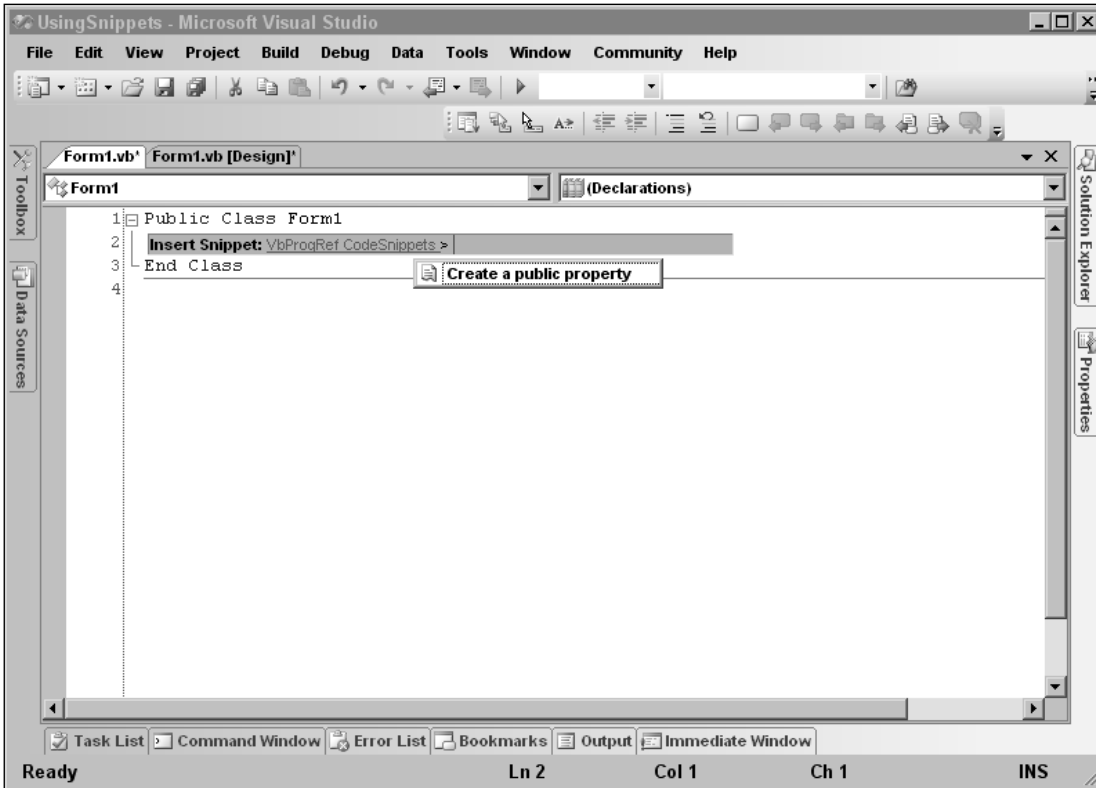 UsingSnippets - Microsoft Visual Studio
File Edit View Project Build Debug Data Tools Window Community Help
Form1.vb* Form1.vb [Design]*
Form1 (Declarations)
1 Public Class Form1
2 Insert Snippet: VbProgRef CodeSnippets >
3 End Class
Create a public property
4
Toolbox
Data Sources
Solution Explorer
Properties
Task List Command Window Error List Bookmarks Output Immediate Window
Ready Ln 2 Col 1 Ch 1 INS